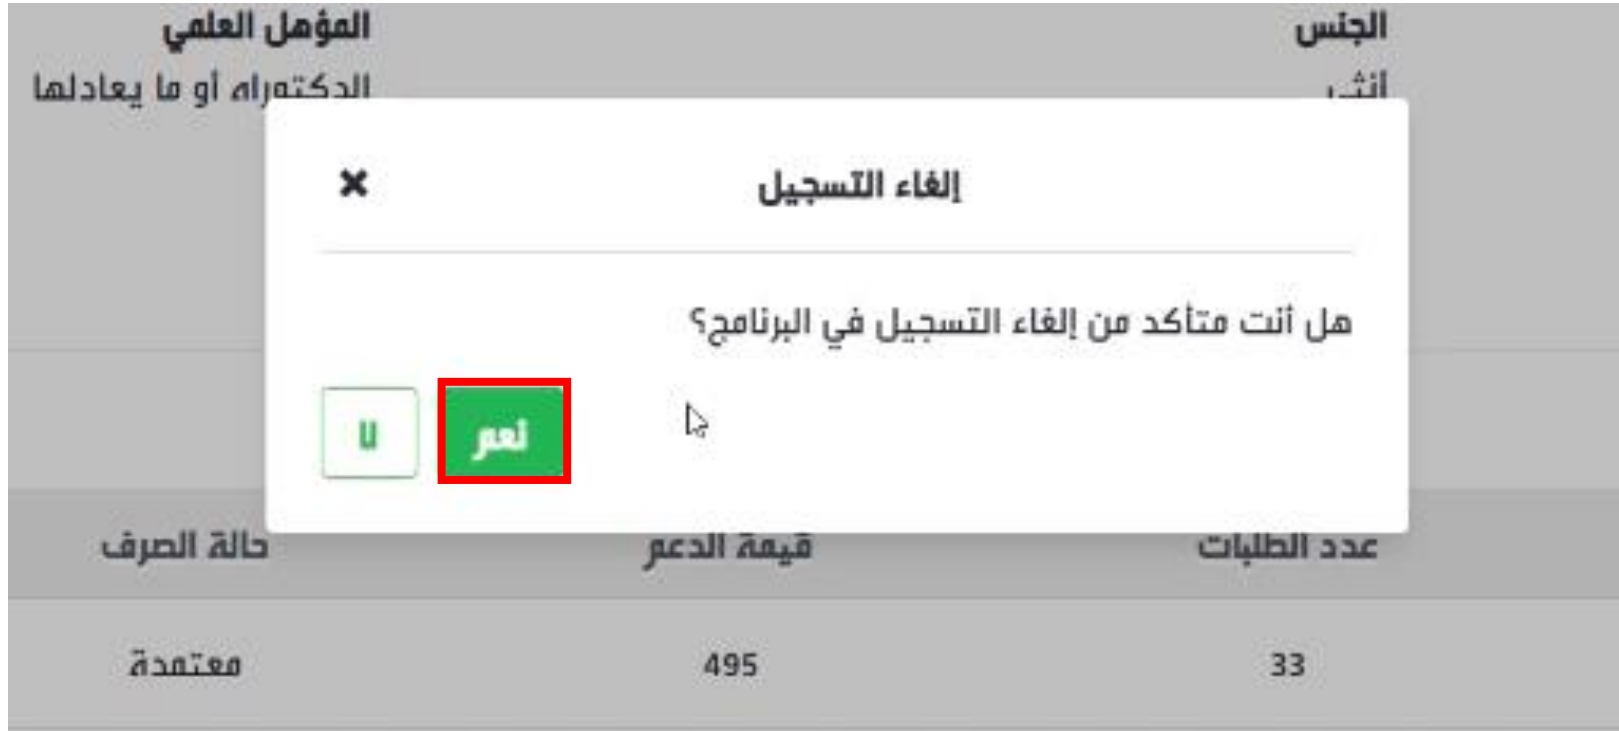 الجنس
المؤهل العلمي
أنثى
الدكتوراه أو ما يعادلها
إلغاء التسجيل
هل أنت متأكد من إلغاء التسجيل في البرنامج؟
نعم
لا
عدد الطلبات
قيمة الدعم
حالة الصرف
33
495
معتمدة